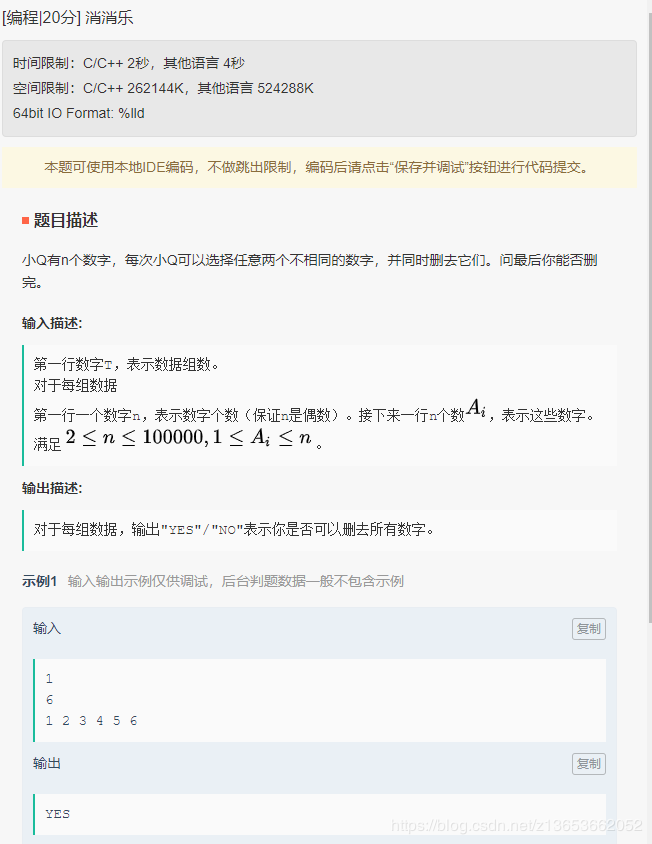 [编程|20分] 消消乐
时间限制：C/C++ 2秒，其他语言 4秒
空间限制：C/C++ 262144K，其他语言 524288K
64bit IO Format: %lld
本题可使用本地IDE编码，不做跳出限制，编码后请点击“保存并调试”按钮进行代码提交。
题目描述
小Q有n个数字，每次小Q可以选择任意两个不相同的数字，并同时删去它们。问最后你能否删
完。
输入描述:
第一行数字T，表示数据组数。
对于每组数据
第一行一个数字n，表示数字个数（保证n是偶数）。接下来一行n个数A_i，表示这些数字。
满足 2 ≤ n ≤ 100000, 1 ≤ A_i ≤ n 。
输出描述:
对于每组数据，输出"YES"/"NO"表示你是否可以删去所有数字。
示例1 输入输出示例仅供调试，后台判题数据一般不包含示例
输入 复制
1
6
1 2 3 4 5 6
输出 复制
YES
https://blog.csdn.net/z13653662052